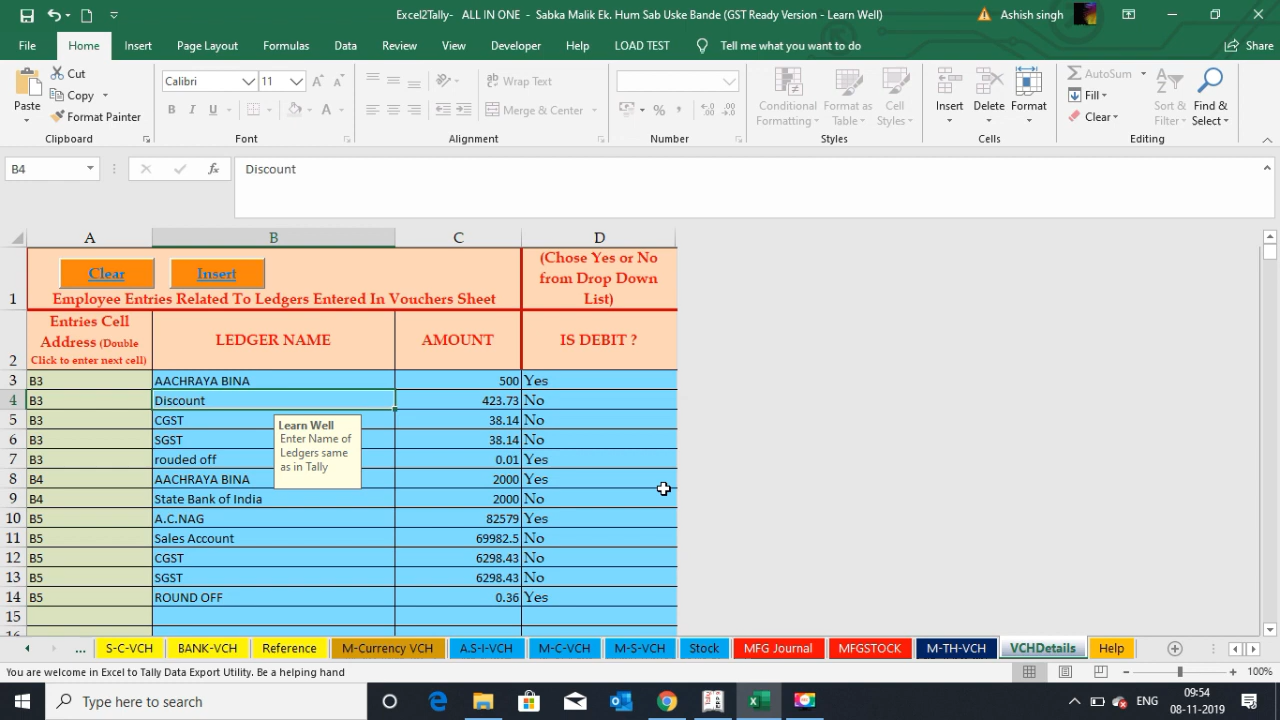 Excel2Tally- ALL IN ONE - Sabka Malik Ek. Hum Sab Uske Bande (GST Ready Version - Learn Well)
Ashish singh
File Home Insert Page Layout Formulas Data Review View Developer Help LOAD TEST Tell me what you want to do Share
Paste
Cut
Copy
Format Painter
Clipboard
Calibri 11
B I U
Font
Wrap Text
Merge & Center
Alignment
Number
Conditional Formatting
Format as Table
Cell Styles
Styles
Insert Delete Format
Cells
AutoSum
Fill
Clear
Sort & Filter
Find & Select
Editing
B4 fx Discount
A B C D
1 Clear Insert
Employee Entries Related To Ledgers Entered In Vouchers Sheet
(Chose Yes or No
from Drop Down
List)
2 Entries Cell
Address (Double
Click to enter next cell)
LEDGER NAME AMOUNT IS DEBIT ?
3 B3 AACHRAYA BINA 500 Yes
4 B3 Discount 423.73 No
5 B3 CGST 38.14 No
6 B3 SGST 38.14 No
7 B3 rouded off 0.01 Yes
8 B4 AACHRAYA BINA 2000 Yes
9 B4 State Bank of India 2000 No
10 B5 A.C.NAG 82579 Yes
11 B5 Sales Account 69982.5 No
12 B5 CGST 6298.43 No
13 B5 SGST 6298.43 No
14 B5 ROUND OFF 0.36 Yes
15
16
Learn Well
Enter Name of
Ledgers same
as in Tally
... S-C-VCH BANK-VCH Reference M-Currency VCH A.S-I-VCH M-C-VCH M-S-VCH Stock MFG Journal MFGSTOCK M-TH-VCH VCHDetails Help
You are welcome in Excel to Tally Data Export Utility. Be a helping hand
100%
Type here to search
ENG
09:54
08-11-2019